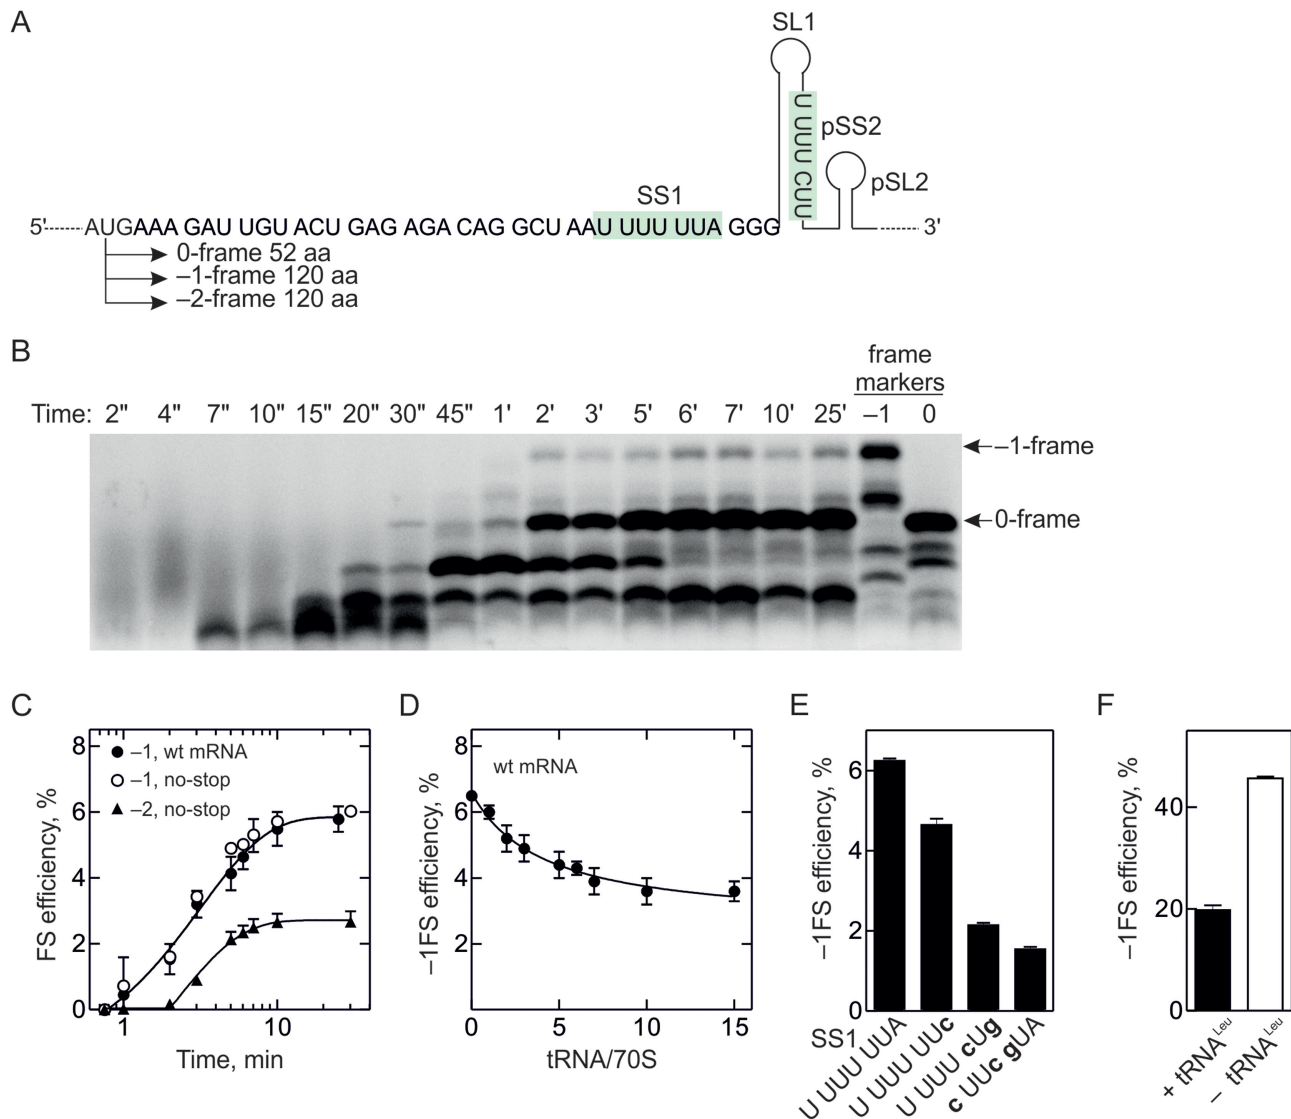 A
SL1
U UUU CUU
pSS2
pSL2
SS1
5' AUGAAA GAU UGU ACU GAG AGA CAG GCU AAU UUU UUA GGG 3'
0-frame 52 aa
–1-frame 120 aa
–2-frame 120 aa
B
frame
markers
Time: 2" 4" 7" 10" 15" 20" 30" 45" 1' 2' 3' 5' 6' 7' 10' 25' –1 0
–1-frame
0-frame
C
FS efficiency, %
8
6
4
2
0
–1, wt mRNA
–1, no-stop
–2, no-stop
1 10
Time, min
D
–1FS efficiency, %
8
6
4
2
wt mRNA
0 5 10 15
tRNA/70S
E
–1FS efficiency, %
6
4
2
0
SS1
U UUU UUA
U UUU UUc
U UUU cUg
c UUc gUA
F
–1FS efficiency, %
40
20
0
+ tRNALeu
– tRNALeu